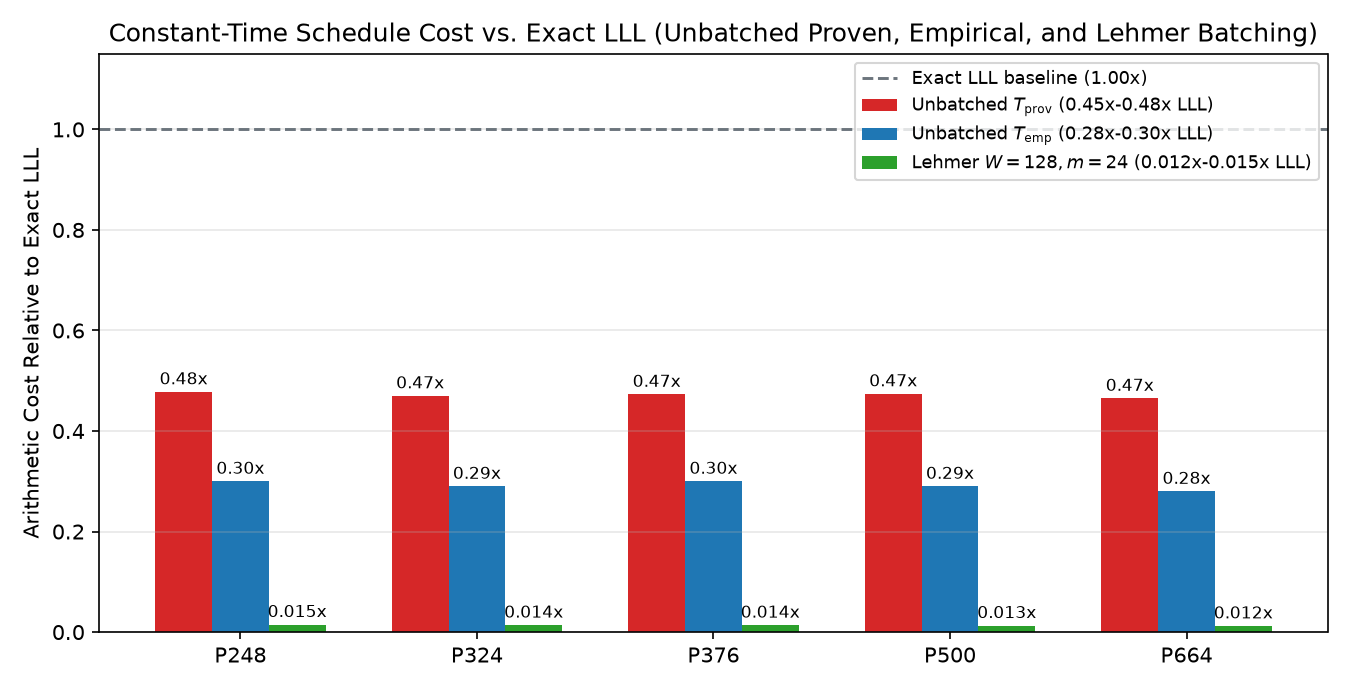 Constant-Time Schedule Cost vs. Exact LLL (Unbatched Proven, Empirical, and Lehmer Batching)
Exact LLL baseline (1.00x)
Unbatched T_prov (0.45x-0.48x LLL)
Unbatched T_emp (0.28x-0.30x LLL)
Lehmer W = 128, m = 24 (0.012x-0.015x LLL)
Arithmetic Cost Relative to Exact LLL
1.0
0.8
0.6
0.4
0.2
0.0
0.48x
0.30x
0.015x
0.47x
0.29x
0.014x
0.47x
0.30x
0.014x
0.47x
0.29x
0.013x
0.47x
0.28x
0.012x
P248
P324
P376
P500
P664